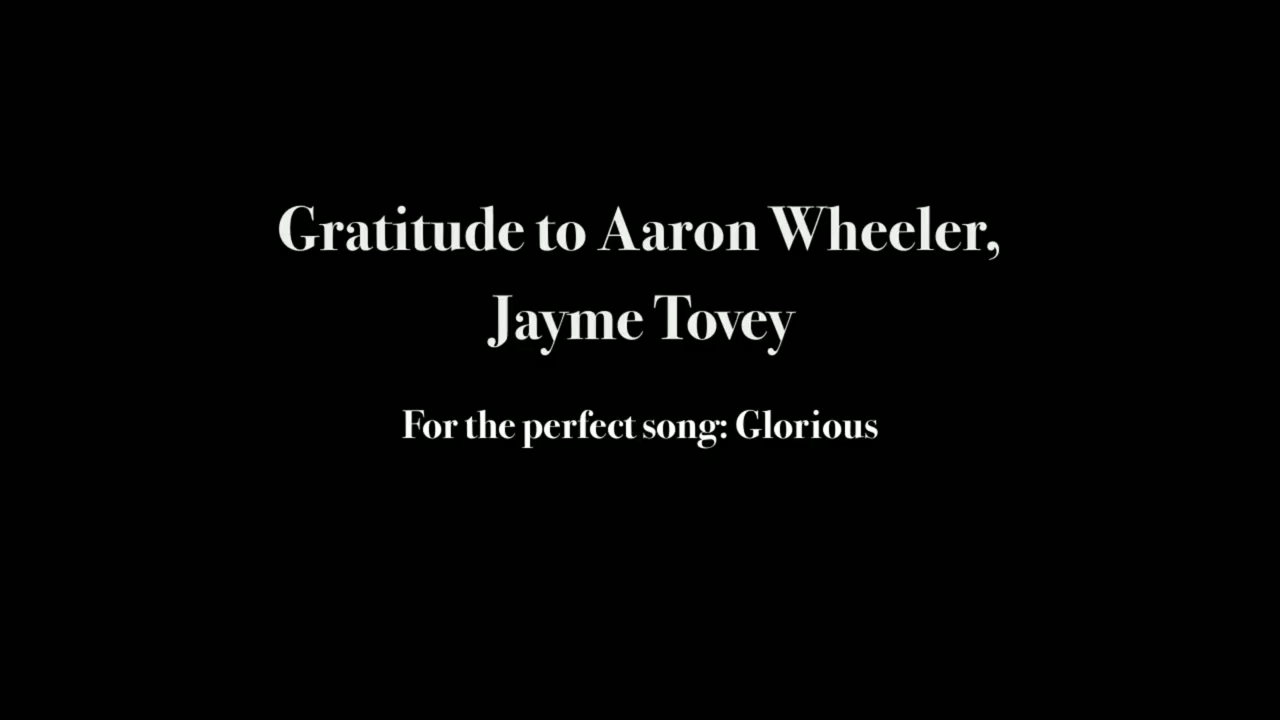 Gratitude to Aaron Wheeler,
Jayme Tovey
For the perfect song: Glorious